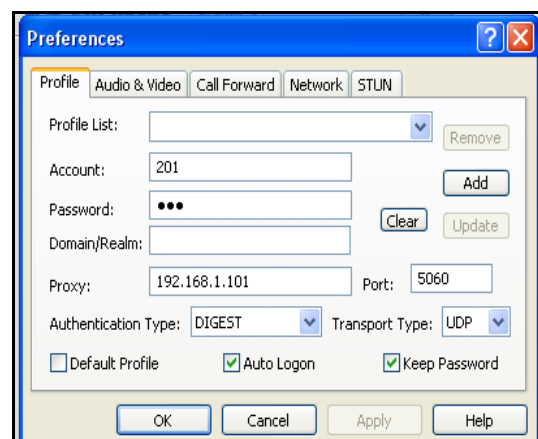 Preferences
Profile Audio & Video Call Forward Network STUN
Profile List:
Remove
Account: 201
Add
Password: •••
Clear Update
Domain/Realm:
Proxy: 192.168.1.101 Port: 5060
Authentication Type: DIGEST Transport Type: UDP
Default Profile Auto Logon Keep Password
OK Cancel Apply Help